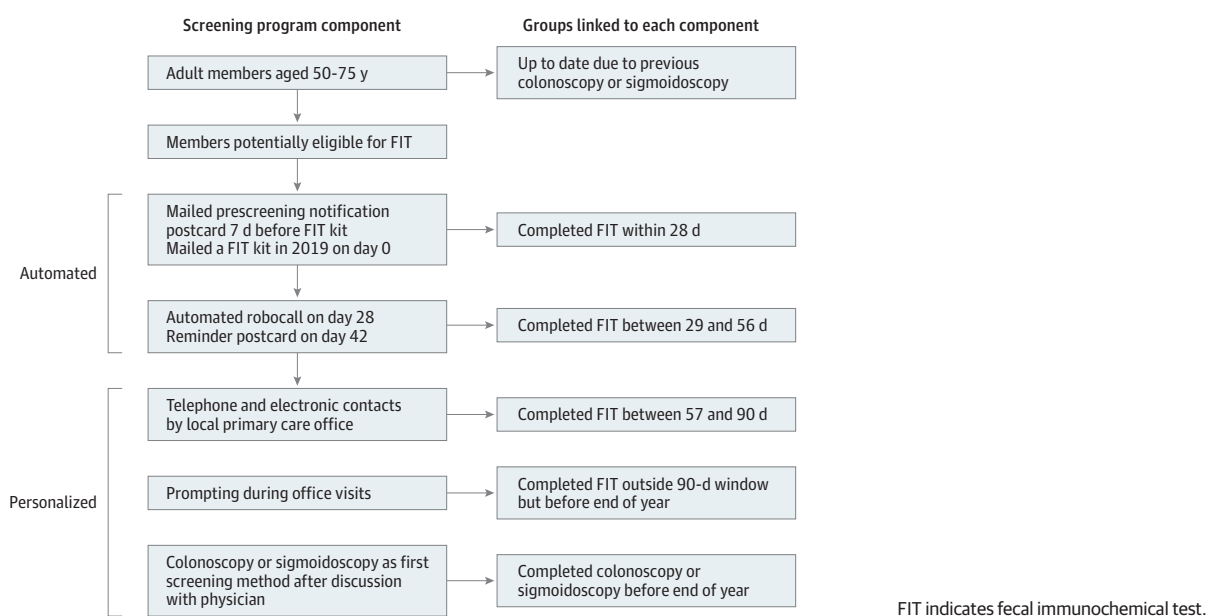 Screening program component
Groups linked to each component
Adult members aged 50-75 y
Up to date due to previous
colonoscopy or sigmoidoscopy
Members potentially eligible for FIT
Automated
Mailed prescreening notification
postcard 7 d before FIT kit
Mailed a FIT kit in 2019 on day 0
Completed FIT within 28 d
Automated robocall on day 28
Reminder postcard on day 42
Completed FIT between 29 and 56 d
Personalized
Telephone and electronic contacts
by local primary care office
Completed FIT between 57 and 90 d
Prompting during office visits
Completed FIT outside 90-d window
but before end of year
Colonoscopy or sigmoidoscopy as first
screening method after discussion
with physician
Completed colonoscopy or
sigmoidoscopy before end of year
FIT indicates fecal immunochemical test.